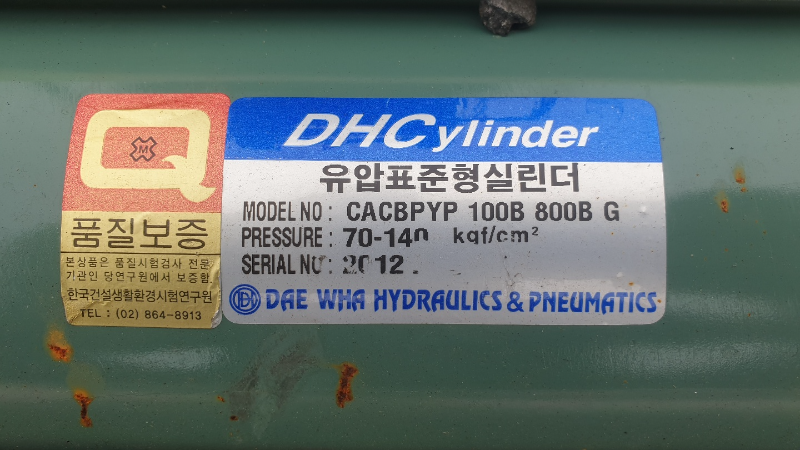 Q
M
품질보증
본상품은 품질시험검사 전문
기관인 당연구원에서 보증함
한국건설생활환경시험연구원
TEL : (02) 864-8913
DHCylinder
유압표준형실린더
MODEL NO : CACBPYP 100B 800B G
PRESSURE : 70-140 kgf/cm²
SERIAL NO : 2012 .
DAE WHA HYDRAULICS & PNEUMATICS